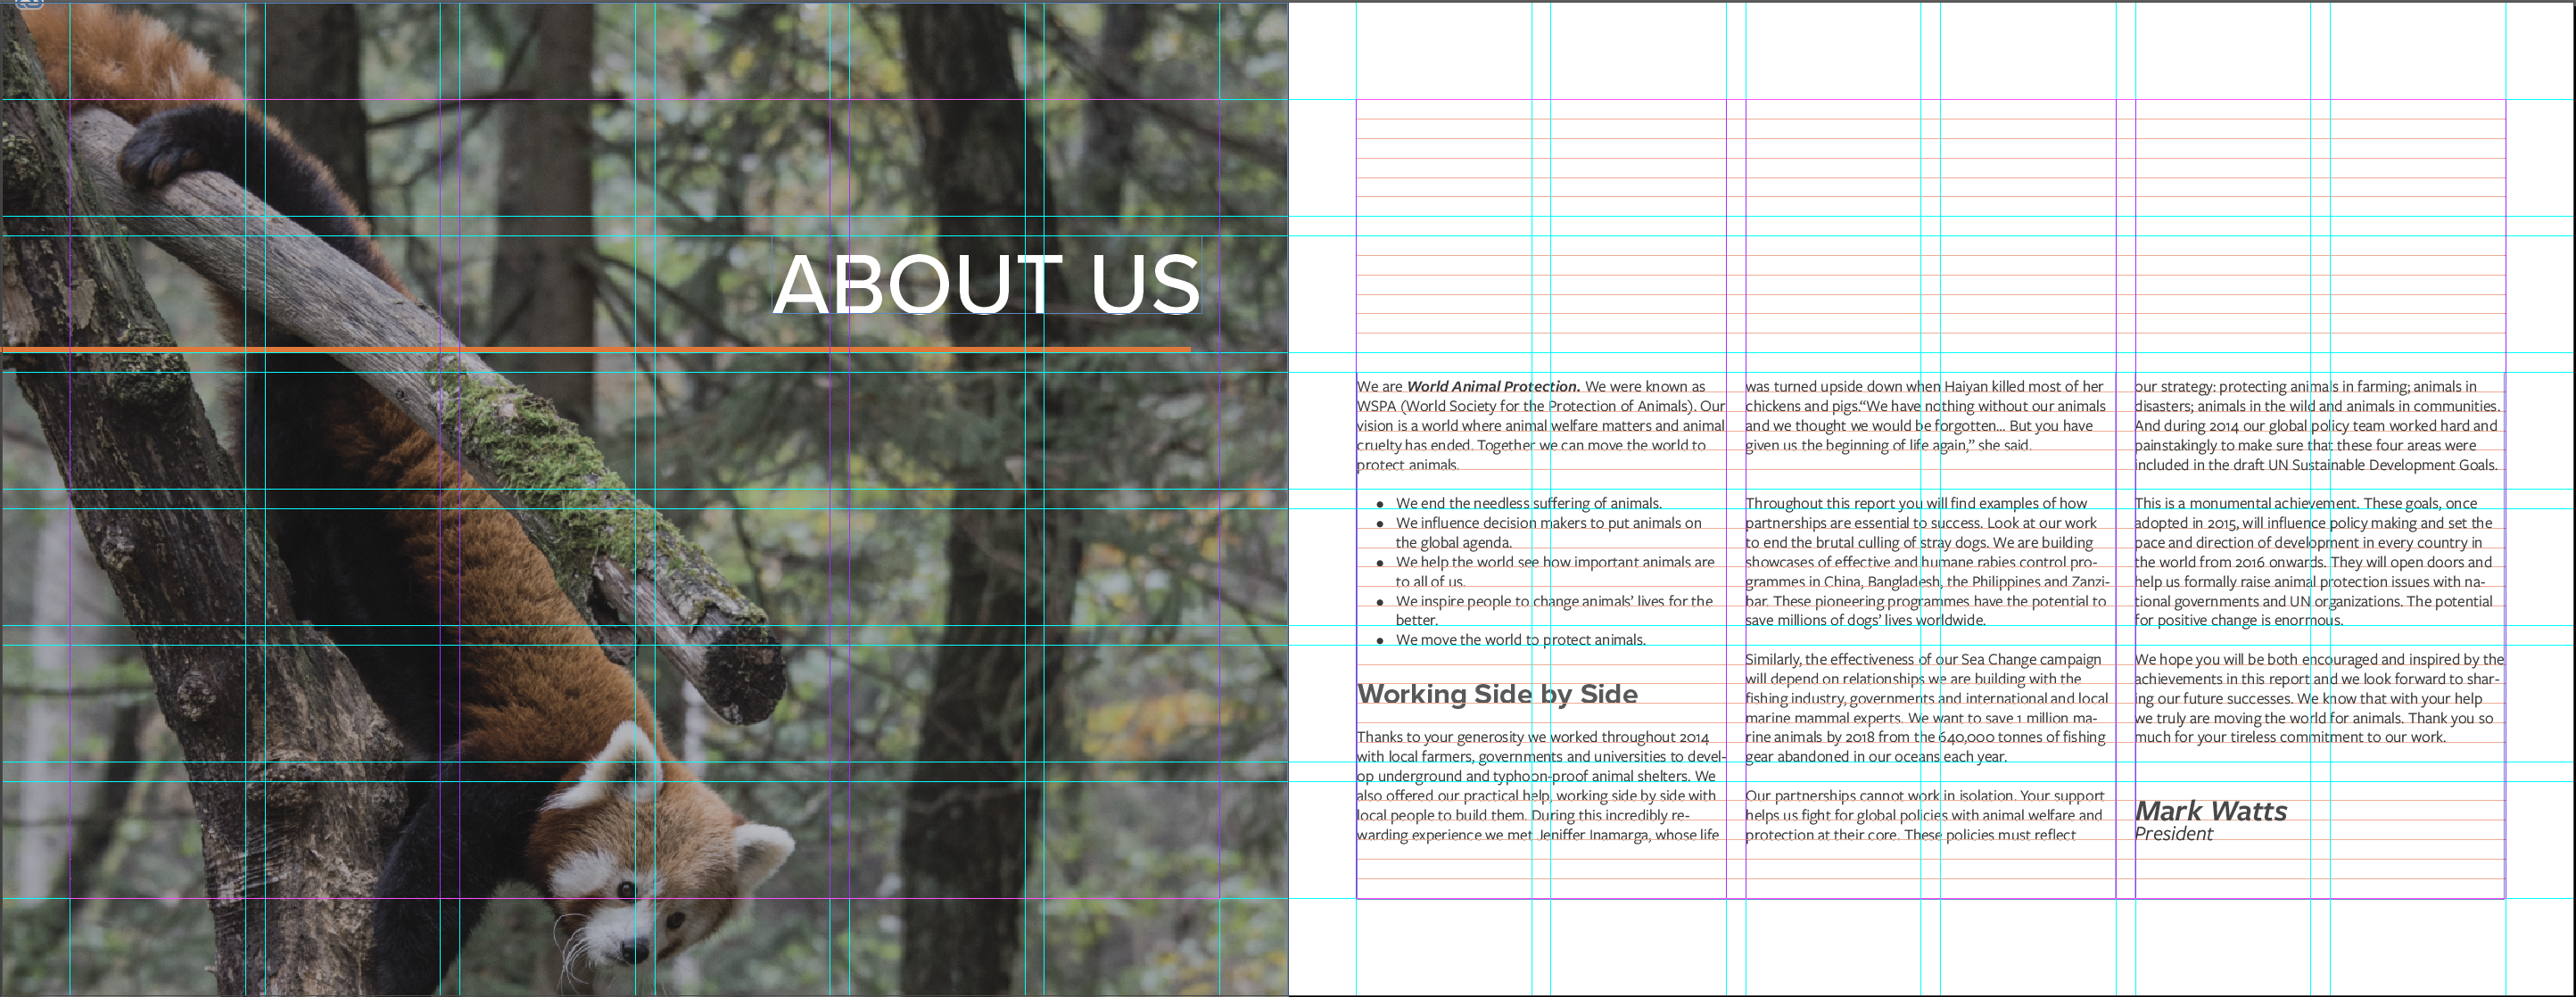 ABOUT US
We are World Animal Protection. We were known as
WSPA (World Society for the Protection of Animals). Our
vision is a world where animal welfare matters and animal
cruelty has ended. Together we can move the world to
protect animals.
● We end the needless suffering of animals.
● We influence decision makers to put animals on
the global agenda.
● We help the world see how important animals are
to all of us.
● We inspire people to change animals’ lives for the
better.
● We move the world to protect animals.
Working Side by Side
Thanks to your generosity we worked throughout 2014
with local farmers, governments and universities to devel-
op underground and typhoon-proof animal shelters. We
also offered our practical help, working side by side with
local people to build them. During this incredibly re-
warding experience we met Jeniffer Inamarga, whose life
was turned upside down when Haiyan killed most of her
chickens and pigs.“We have nothing without our animals
and we thought we would be forgotten... But you have
given us the beginning of life again,” she said.
Throughout this report you will find examples of how
partnerships are essential to success. Look at our work
to end the brutal culling of stray dogs. We are building
showcases of effective and humane rabies control pro-
grammes in China, Bangladesh, the Philippines and Zanzi-
bar. These pioneering programmes have the potential to
save millions of dogs’ lives worldwide.
Similarly, the effectiveness of our Sea Change campaign
will depend on relationships we are building with the
fishing industry, governments and international and local
marine mammal experts. We want to save 1 million ma-
rine animals by 2018 from the 640,000 tonnes of fishing
gear abandoned in our oceans each year.
Our partnerships cannot work in isolation. Your support
helps us fight for global policies with animal welfare and
protection at their core. These policies must reflect
our strategy: protecting animals in farming; animals in
disasters; animals in the wild and animals in communities.
And during 2014 our global policy team worked hard and
painstakingly to make sure that these four areas were
included in the draft UN Sustainable Development Goals.
This is a monumental achievement. These goals, once
adopted in 2015, will influence policy making and set the
pace and direction of development in every country in
the world from 2016 onwards. They will open doors and
help us formally raise animal protection issues with na-
tional governments and UN organizations. The potential
for positive change is enormous.
We hope you will be both encouraged and inspired by the
achievements in this report and we look forward to shar-
ing our future successes. We know that with your help
we truly are moving the world for animals. Thank you so
much for your tireless commitment to our work.
Mark Watts
President